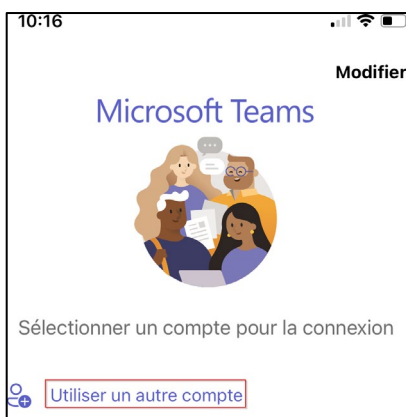 10:16
Modifier
Microsoft Teams
Sélectionner un compte pour la connexion
Utiliser un autre compte